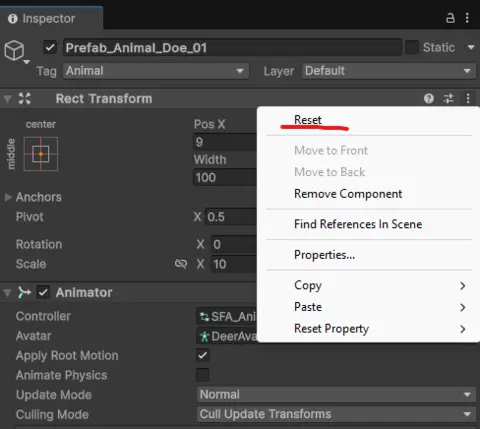 Inspector
Prefab_Animal_Doe_01 Static
Tag Animal Layer Default
Rect Transform
center
middle
Pos X
9
Width
100
Anchors
Pivot X 0.5
Rotation X 0
Scale X 10
Animator
Controller SFA_Ani
Avatar DeerAva
Apply Root Motion
Animate Physics
Update Mode Normal
Culling Mode Cull Update Transforms
Reset
Move to Front
Move to Back
Remove Component
Find References In Scene
Properties...
Copy
Paste
Reset Property